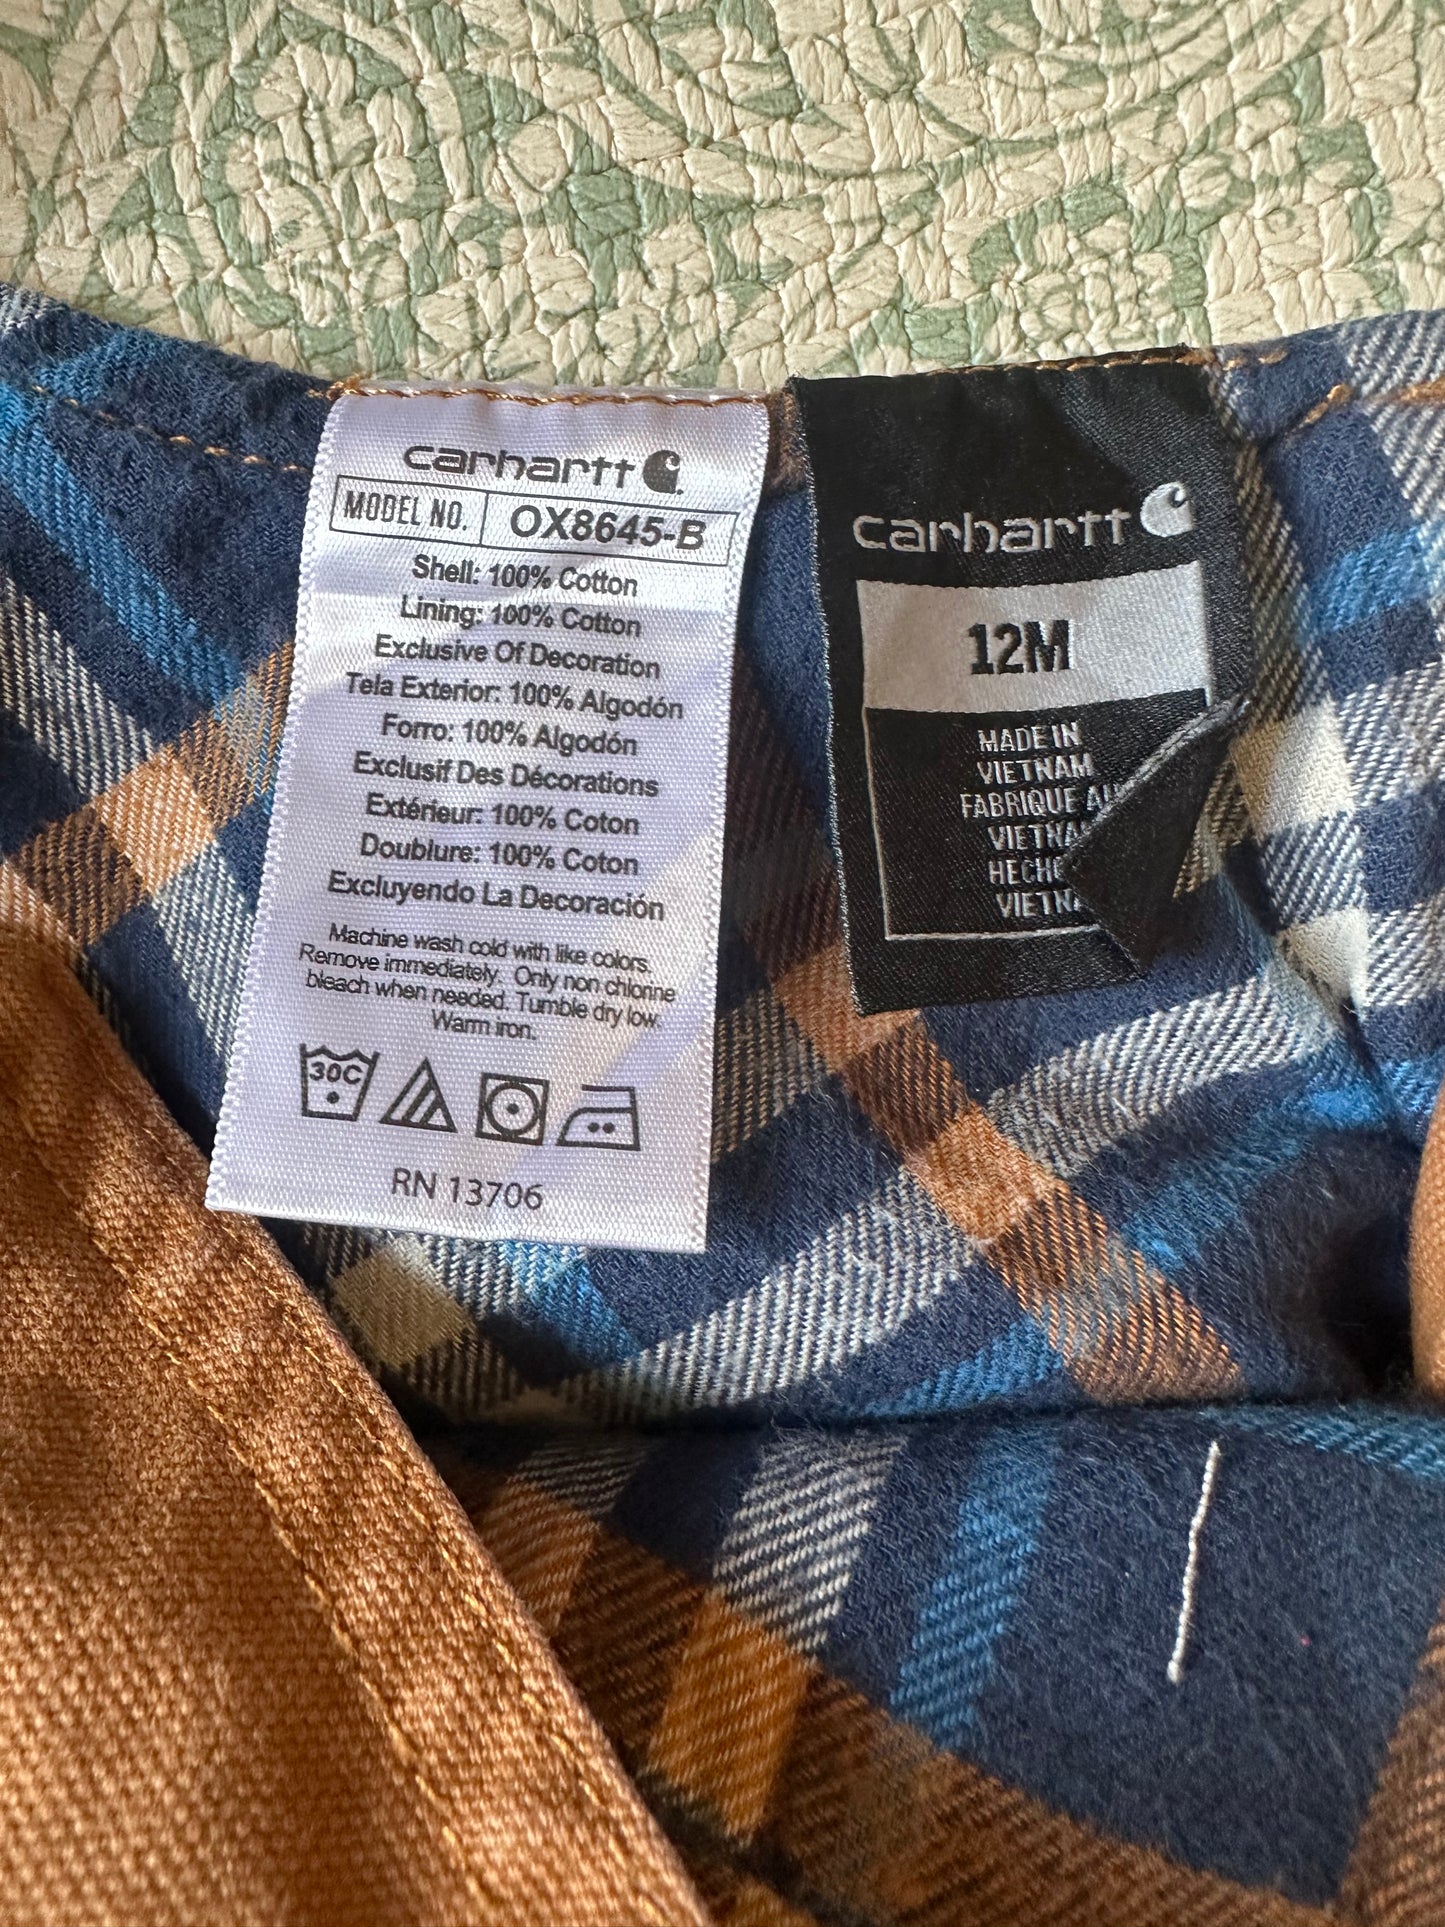 carhartt
MODEL NO. OX8645-B
Shell: 100% Cotton
Lining: 100% Cotton
Exclusive Of Decoration
Tela Exterior: 100% Algodón
Forro: 100% Algodón
Exclusif Des Décorations
Extérieur: 100% Coton
Doublure: 100% Coton
Excluyendo La Decoración
Machine wash cold with like colors.
Remove immediately. Only non chlorine
bleach when needed. Tumble dry low.
Warm iron.
30C
RN 13706
carhartt
12M
MADE IN
VIETNAM
FABRIQUE AU